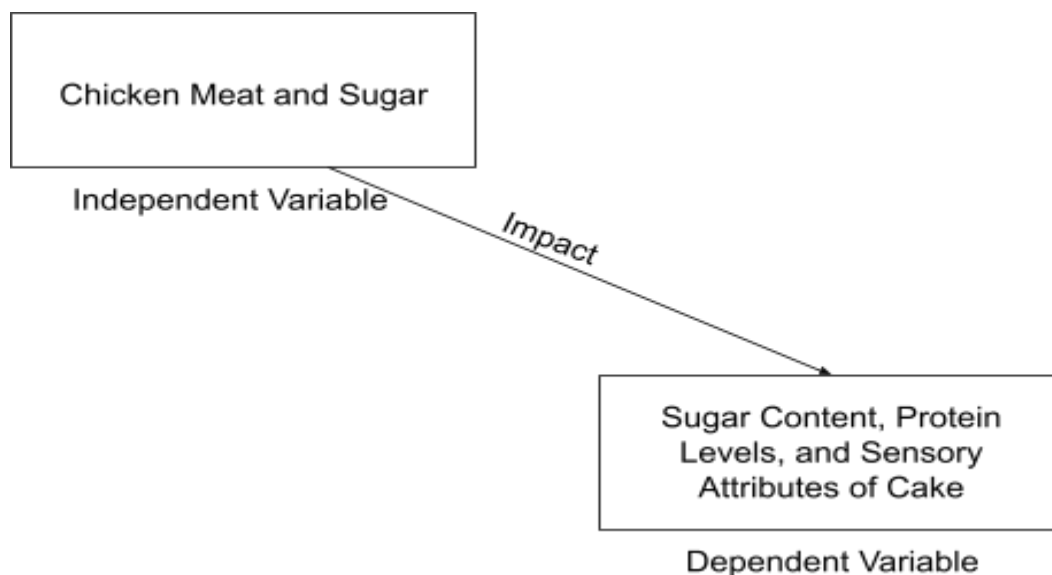 Chicken Meat and Sugar
Independent Variable
Impact
Sugar Content, Protein
Levels, and Sensory
Attributes of Cake
Dependent Variable